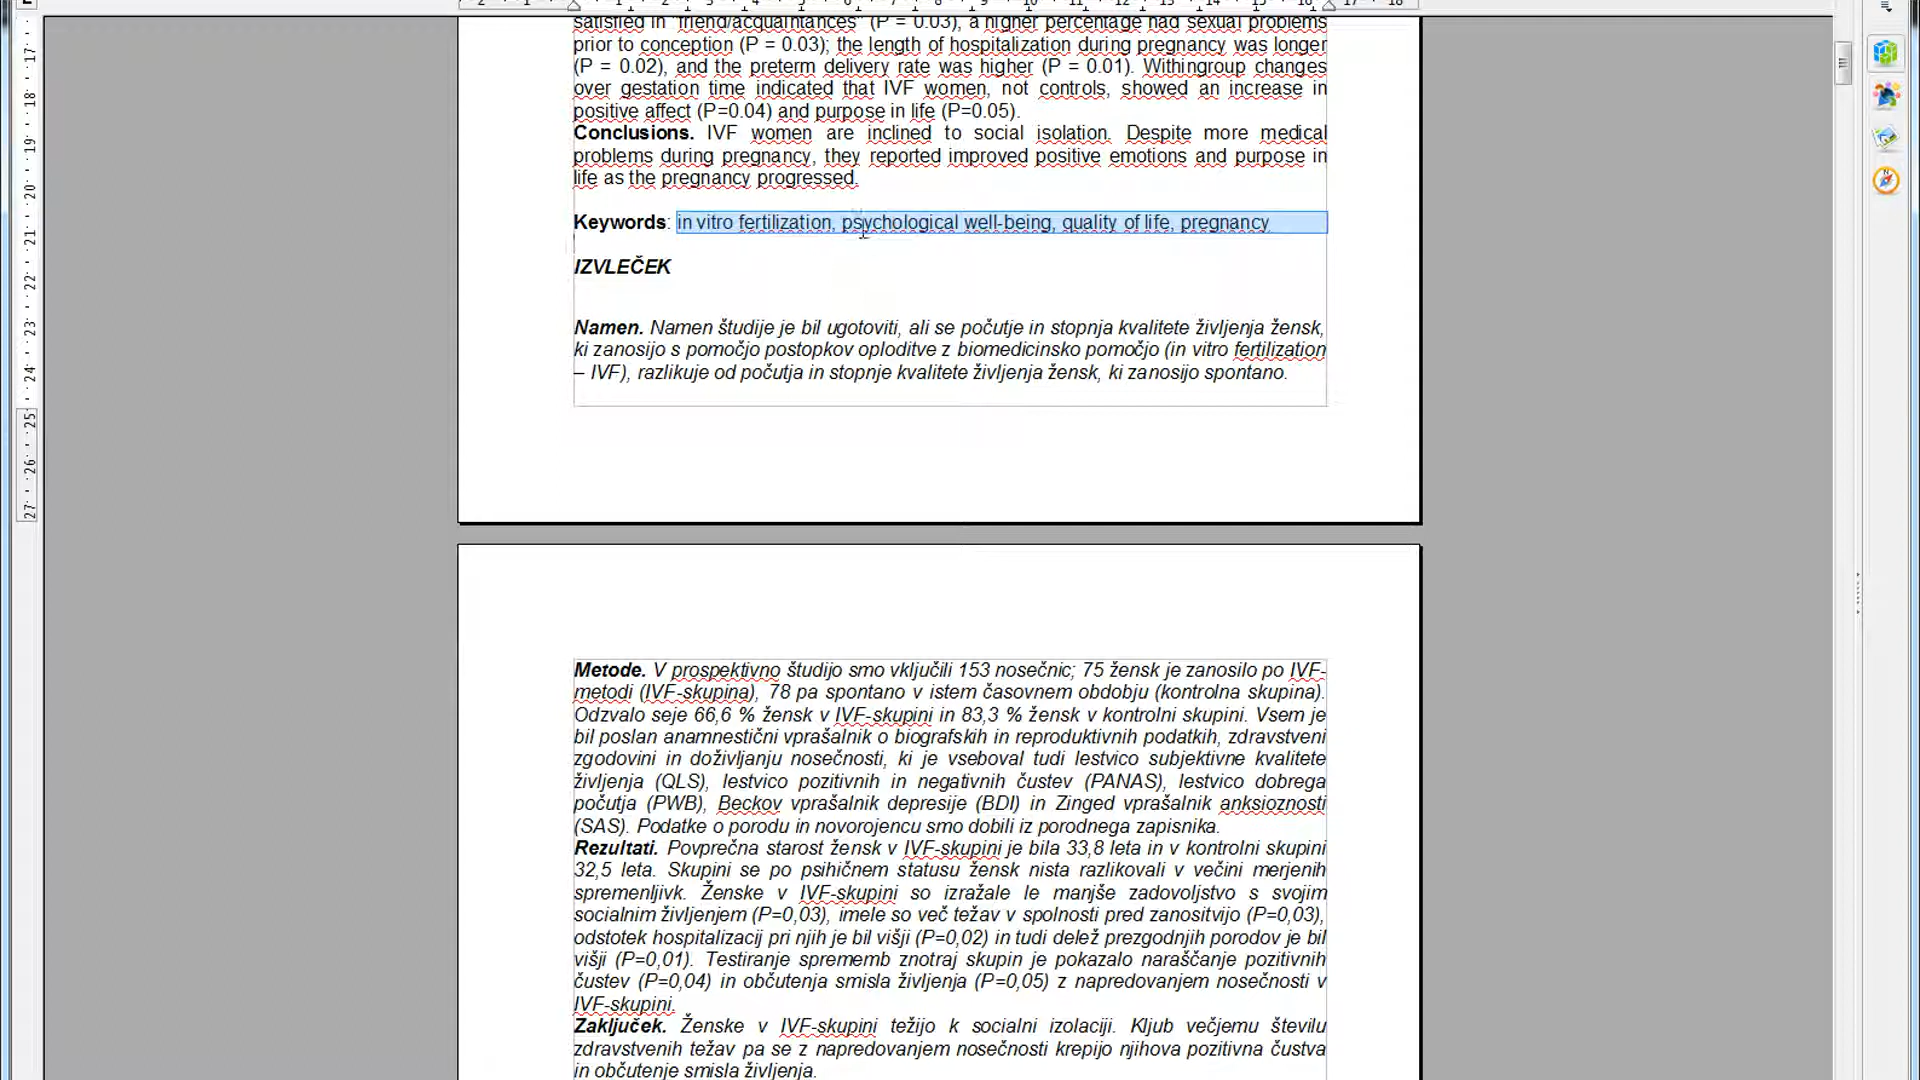 satisfied in "friend/acquaintances" (P = 0.03), a higher percentage had sexual problems
prior to conception (P = 0.03); the length of hospitalization during pregnancy was longer
(P = 0.02), and the preterm delivery rate was higher (P = 0.01). Withingroup changes
over gestation time indicated that IVF women, not controls, showed an increase in
positive affect (P=0.04) and purpose in life (P=0.05).
Conclusions. IVF women are inclined to social isolation. Despite more medical
problems during pregnancy, they reported improved positive emotions and purpose in
life as the pregnancy progressed.
Keywords: in vitro fertilization, psychological well-being, quality of life, pregnancy
IZVLEČEK
Namen. Namen študije je bil ugotoviti, ali se počutje in stopnja kvalitete življenja žensk,
ki zanosijo s pomočjo postopkov oploditve z biomedicinsko pomočjo (in vitro fertilization
– IVF), razlikuje od počutja in stopnje kvalitete življenja žensk, ki zanosijo spontano.
Metode. V prospektivno študijo smo vključili 153 nosečnic; 75 žensk je zanosilo po IVF-
metodi (IVF-skupina), 78 pa spontano v istem časovnem obdobju (kontrolna skupina).
Odzvalo seje 66,6 % žensk v IVF-skupini in 83,3 % žensk v kontrolni skupini. Vsem je
bil poslan anamnestični vprašalnik o biografskih in reproduktivnih podatkih, zdravstveni
zgodovini in doživljanju nosečnosti, ki je vseboval tudi lestvico subjektivne kvalitete
življenja (QLS), lestvico pozitivnih in negativnih čustev (PANAS), lestvico dobrega
počutja (PWB), Beckov vprašalnik depresije (BDI) in Zinged vprašalnik anksioznosti
(SAS). Podatke o porodu in novorojencu smo dobili iz porodnega zapisnika.
Rezultati. Povprečna starost žensk v IVF-skupini je bila 33,8 leta in v kontrolni skupini
32,5 leta. Skupini se po psihičnem statusu žensk nista razlikovali v večini merjenih
spremenljivk. Ženske v IVF-skupini so izražale le manjše zadovoljstvo s svojim
socialnim življenjem (P=0,03), imele so več težav v spolnosti pred zanositvijo (P=0,03),
odstotek hospitalizacij pri njih je bil višji (P=0,02) in tudi delež prezgodnjih porodov je bil
višji (P=0,01). Testiranje sprememb znotraj skupin je pokazalo naraščanje pozitivnih
čustev (P=0,04) in občutenja smisla življenja (P=0,05) z napredovanjem nosečnosti v
IVF-skupini.
Zaključek. Ženske v IVF-skupini težijo k socialni izolaciji. Kljub večjemu številu
zdravstvenih težav pa se z napredovanjem nosečnosti krepijo njihova pozitivna čustva
in občutenje smisla življenja.